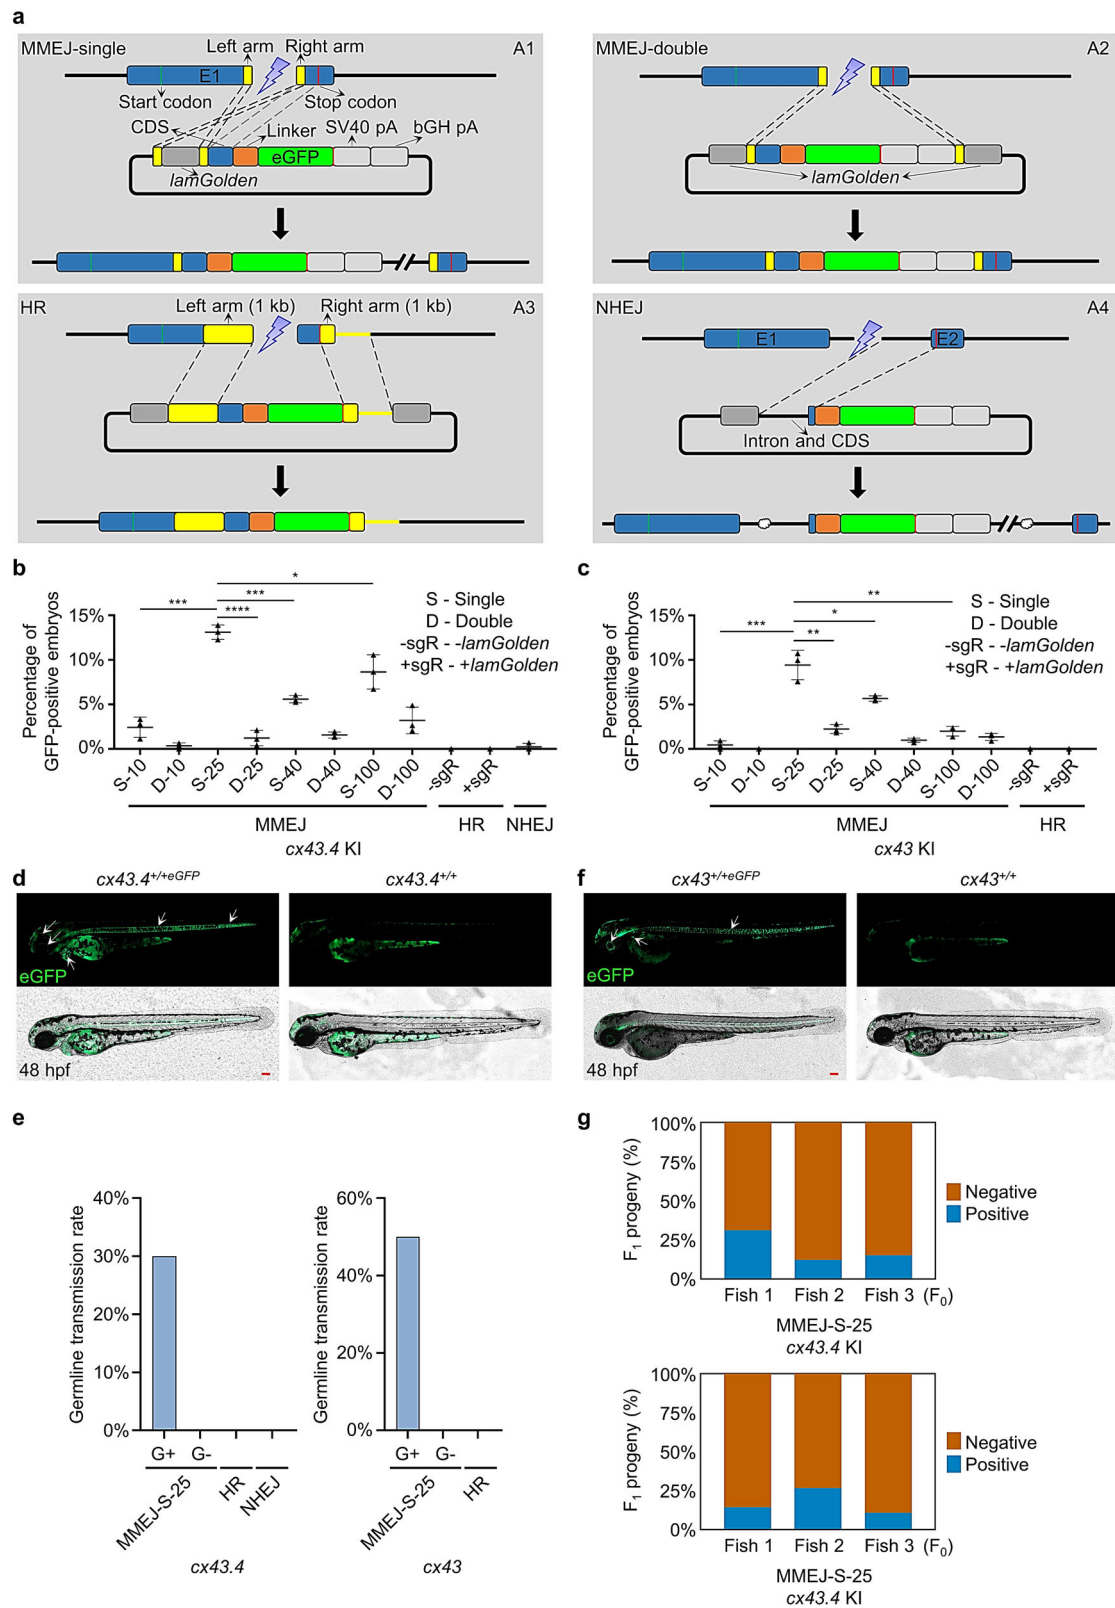 a
MMEJ-single
Left arm
Right arm
A1
E1
Start codon
Stop codon
CDS
Linker
SV40 pA
bGH pA
eGFP
lamGolden
MMEJ-double
A2
lamGolden
HR
Left arm (1 kb)
Right arm (1 kb)
A3
NHEJ
A4
E1
E2
Intron and CDS
b
Percentage of
GFP-positive embryos
15%
10%
5%
0%
*
***
***
****
S - Single
D - Double
-sgR - -lamGolden
+sgR - +lamGolden
S-10
D-10
S-25
D-25
S-40
D-40
S-100
D-100
-sgR
+sgR
MMEJ
HR
NHEJ
cx43.4 KI
c
Percentage of
GFP-positive embryos
15%
10%
5%
0%
**
*
***
**
S - Single
D - Double
-sgR - -lamGolden
+sgR - +lamGolden
S-10
D-10
S-25
D-25
S-40
D-40
S-100
D-100
-sgR
+sgR
MMEJ
HR
cx43 KI
d
cx43.4+/+eGFP
cx43.4+/+
eGFP
48 hpf
f
cx43+/+eGFP
cx43+/+
eGFP
48 hpf
e
Germline transmission rate
40%
30%
20%
10%
0%
G+
G-
MMEJ-S-25
HR
NHEJ
cx43.4
Germline transmission rate
60%
40%
20%
0%
G+
G-
MMEJ-S-25
HR
cx43
g
F1 progeny (%)
100%
75%
50%
25%
0%
Negative
Positive
Fish 1 Fish 2 Fish 3 (F0)
MMEJ-S-25
cx43.4 KI
F1 progeny (%)
100%
75%
50%
25%
0%
Negative
Positive
Fish 1 Fish 2 Fish 3 (F0)
MMEJ-S-25
cx43.4 KI